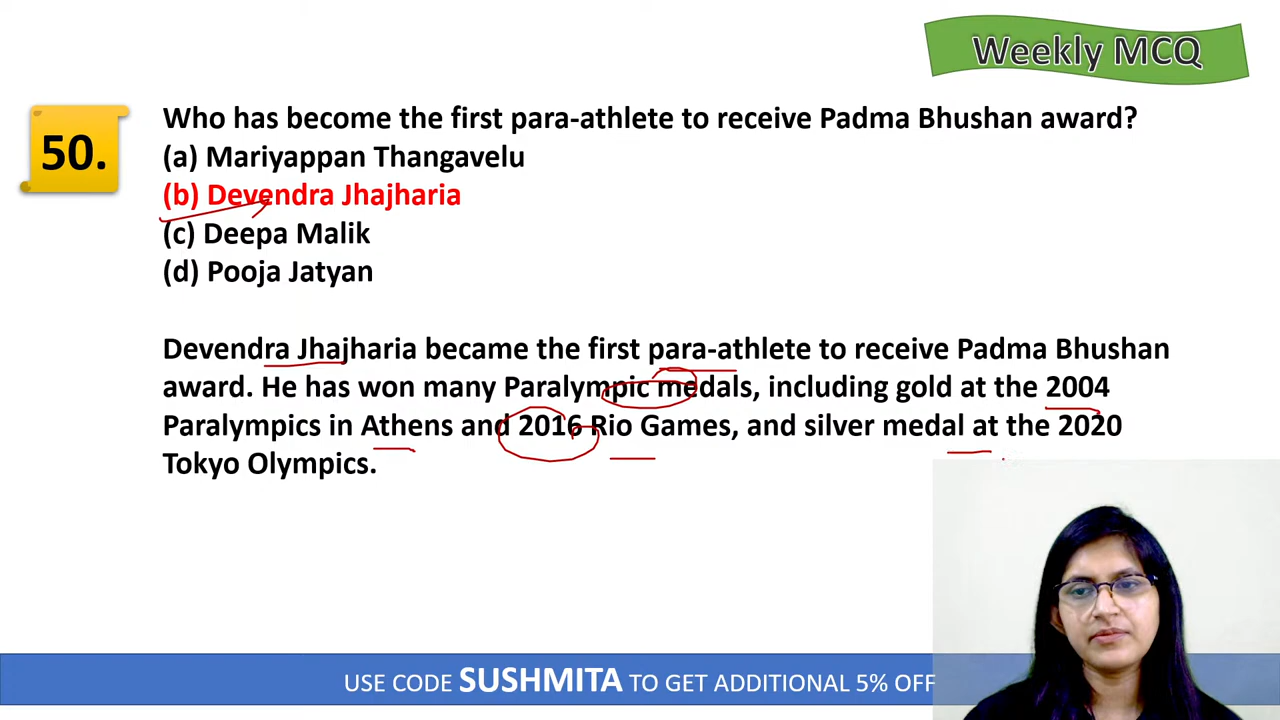 Weekly MCQ
50.
Who has become the first para-athlete to receive Padma Bhushan award?
(a) Mariyappan Thangavelu
(b) Devendra Jhajharia
(c) Deepa Malik
(d) Pooja Jatyan
Devendra Jhajharia became the first para-athlete to receive Padma Bhushan
award. He has won many Paralympic medals, including gold at the 2004
Paralympics in Athens and 2016 Rio Games, and silver medal at the 2020
Tokyo Olympics.
USE CODE SUSHMITA TO GET ADDITIONAL 5% OFF